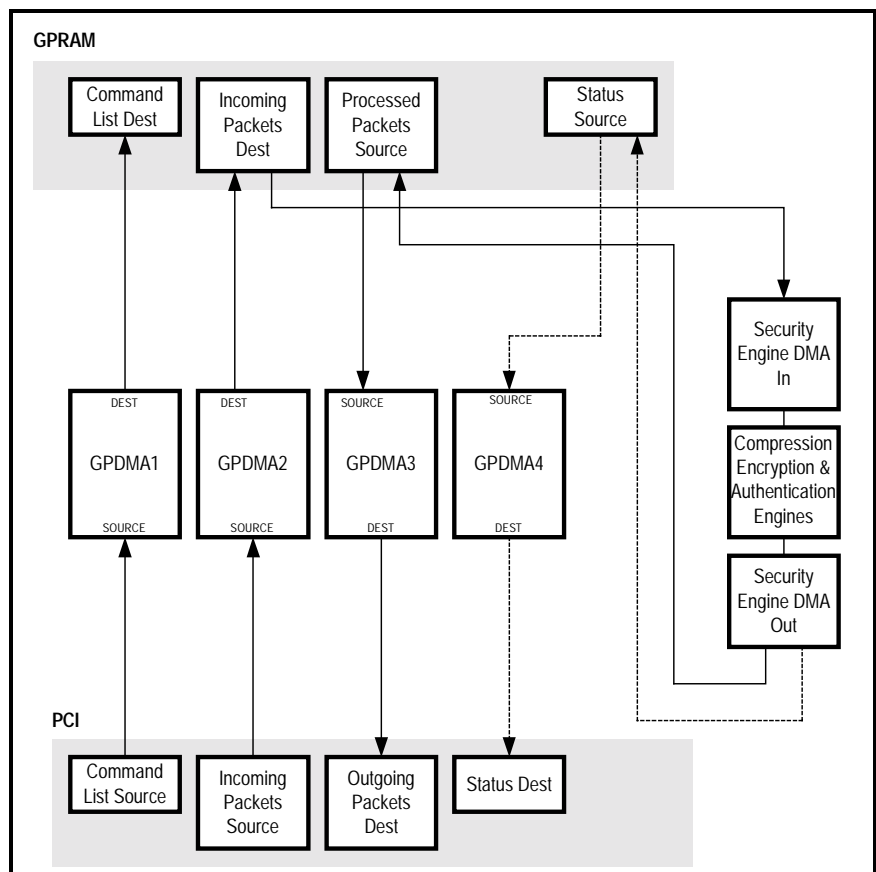 GPRAM
Command
List Dest
Incoming
Packets
Dest
Processed
Packets
Source
Status
Source
Security
Engine DMA
In
DEST
GPDMA1
SOURCE
DEST
GPDMA2
SOURCE
SOURCE
GPDMA3
DEST
SOURCE
GPDMA4
DEST
Compression
Encryption &
Authentication
Engines
Security
Engine DMA
Out
PCI
Command
List Source
Incoming
Packets
Source
Outgoing
Packets
Dest
Status Dest